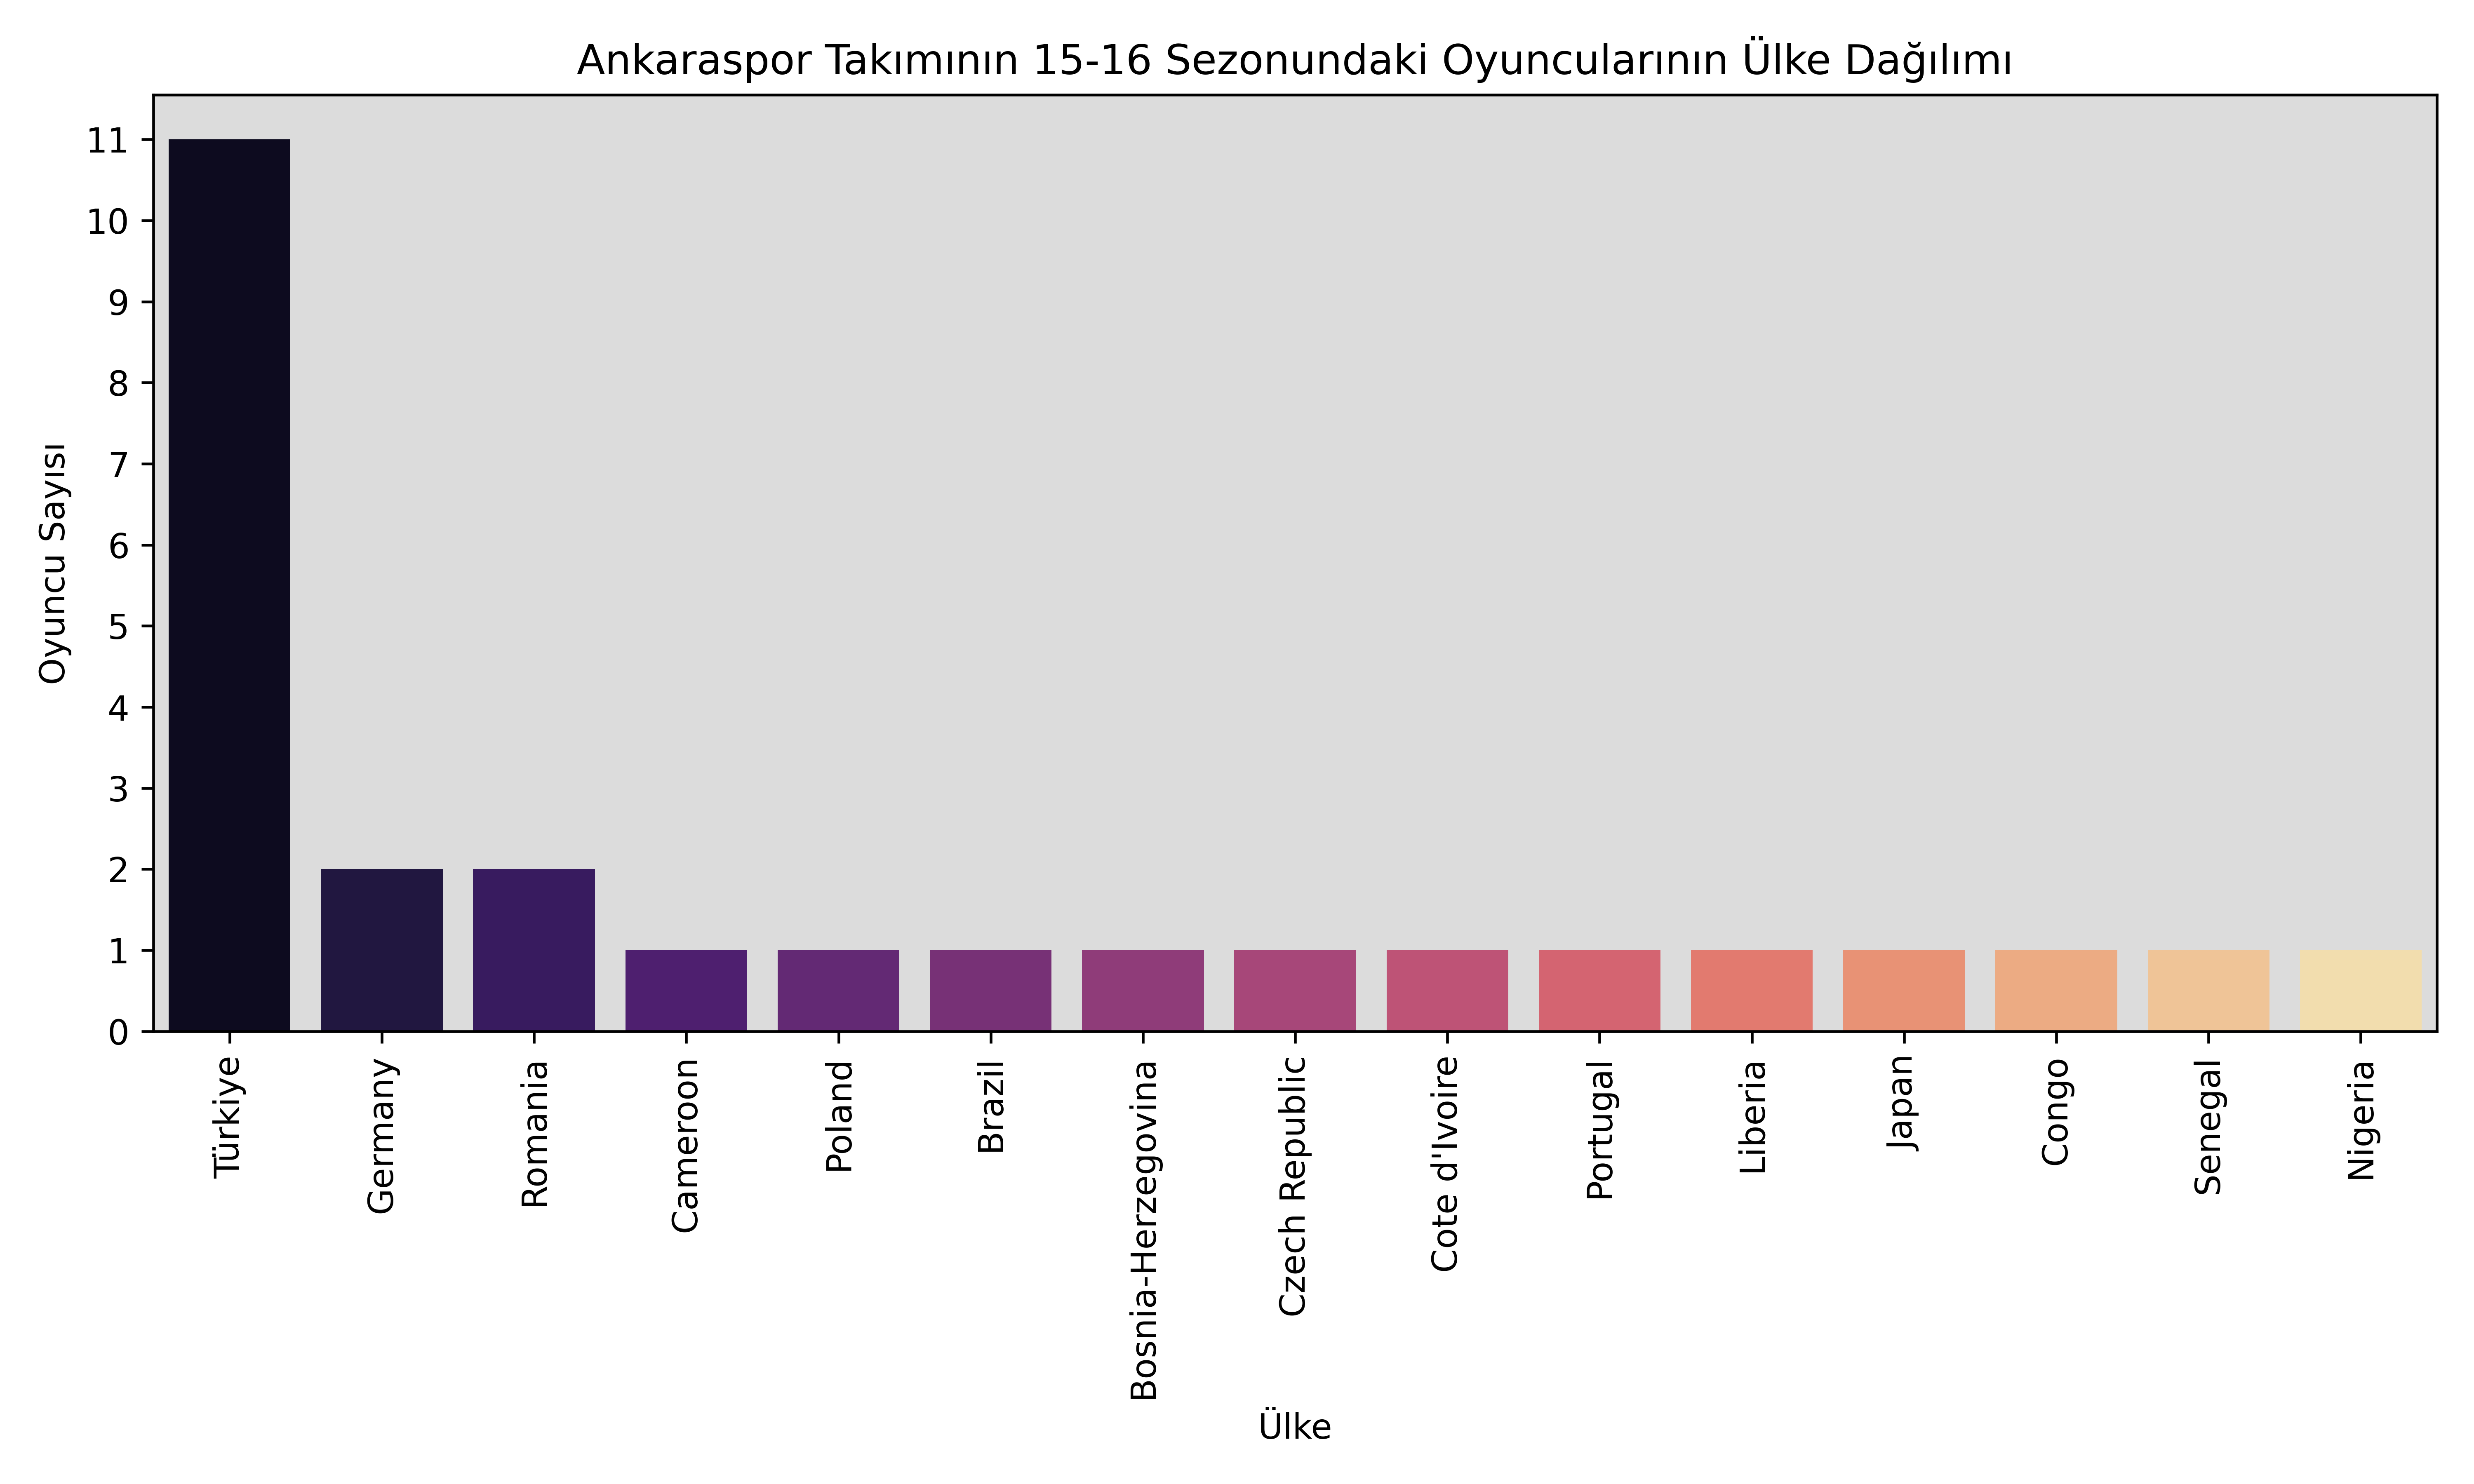 Ankaraspor Takımının 15-16 Sezonundaki Oyuncularının Ülke Dağılımı
Oyuncu Sayısı
11
10
9
8
7
6
5
4
3
2
1
0
Türkiye
Germany
Romania
Cameroon
Poland
Brazil
Bosnia-Herzegovina
Czech Republic
Cote d'Ivoire
Portugal
Liberia
Japan
Congo
Senegal
Nigeria
Ülke